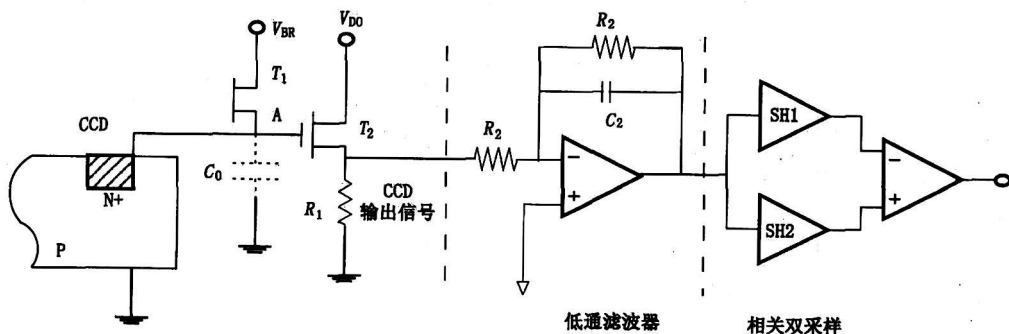 V_BR
V_DO
T_1
A
T_2
CCD
C_0
N+
P
R_1
CCD
输出信号
R_2
R_2
C_2
−
+
低通滤波器
SH1
SH2
−
+
相关双采样